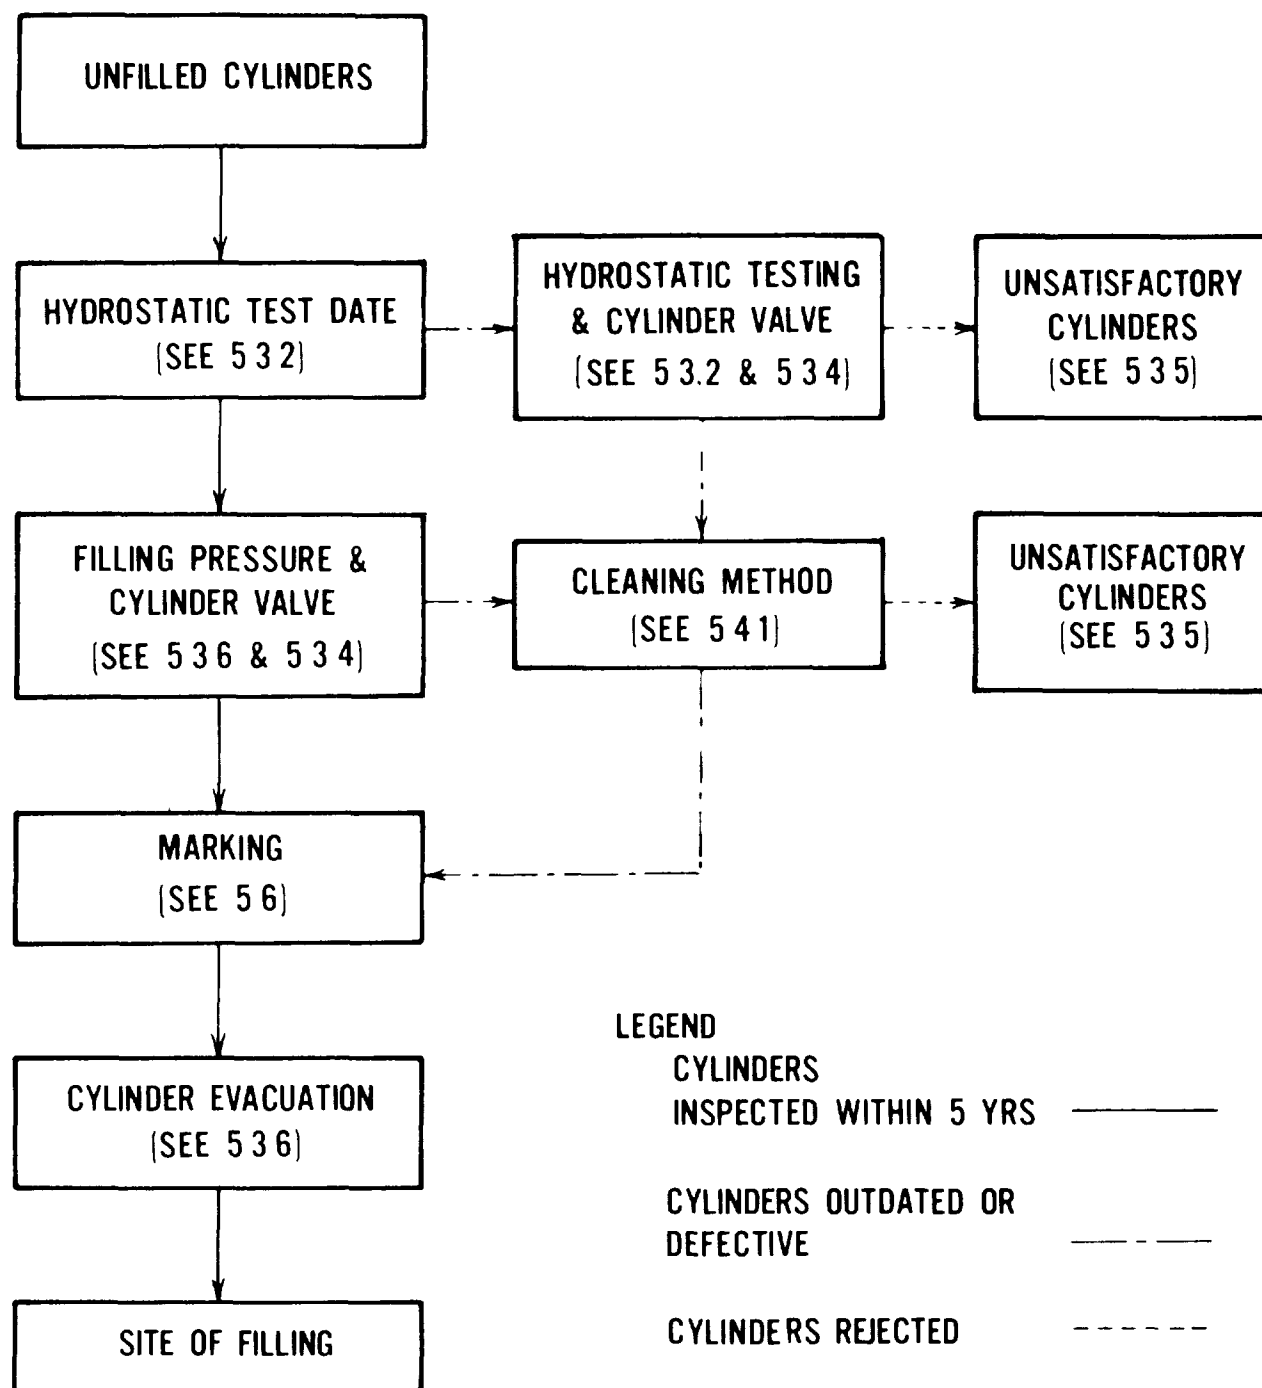 UNFILLED CYLINDERS
HYDROSTATIC TEST DATE
(SEE 5 3 2)
HYDROSTATIC TESTING
& CYLINDER VALVE
(SEE 5 3.2 & 5 3 4)
UNSATISFACTORY
CYLINDERS
(SEE 5 3 5)
FILLING PRESSURE &
CYLINDER VALVE
(SEE 5 3 6 & 5 3 4)
CLEANING METHOD
(SEE 5 4 1)
UNSATISFACTORY
CYLINDERS
(SEE 5 3 5)
MARKING
(SEE 5 6)
CYLINDER EVACUATION
(SEE 5 3 6)
SITE OF FILLING
LEGEND
CYLINDERS
INSPECTED WITHIN 5 YRS
CYLINDERS OUTDATED OR
DEFECTIVE
CYLINDERS REJECTED